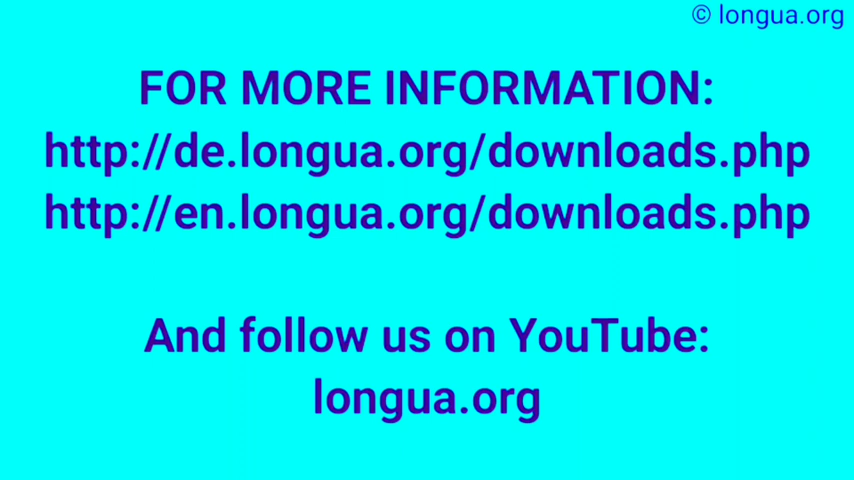 © longua.org
FOR MORE INFORMATION:
http://de.longua.org/downloads.php
http://en.longua.org/downloads.php
And follow us on YouTube:
longua.org